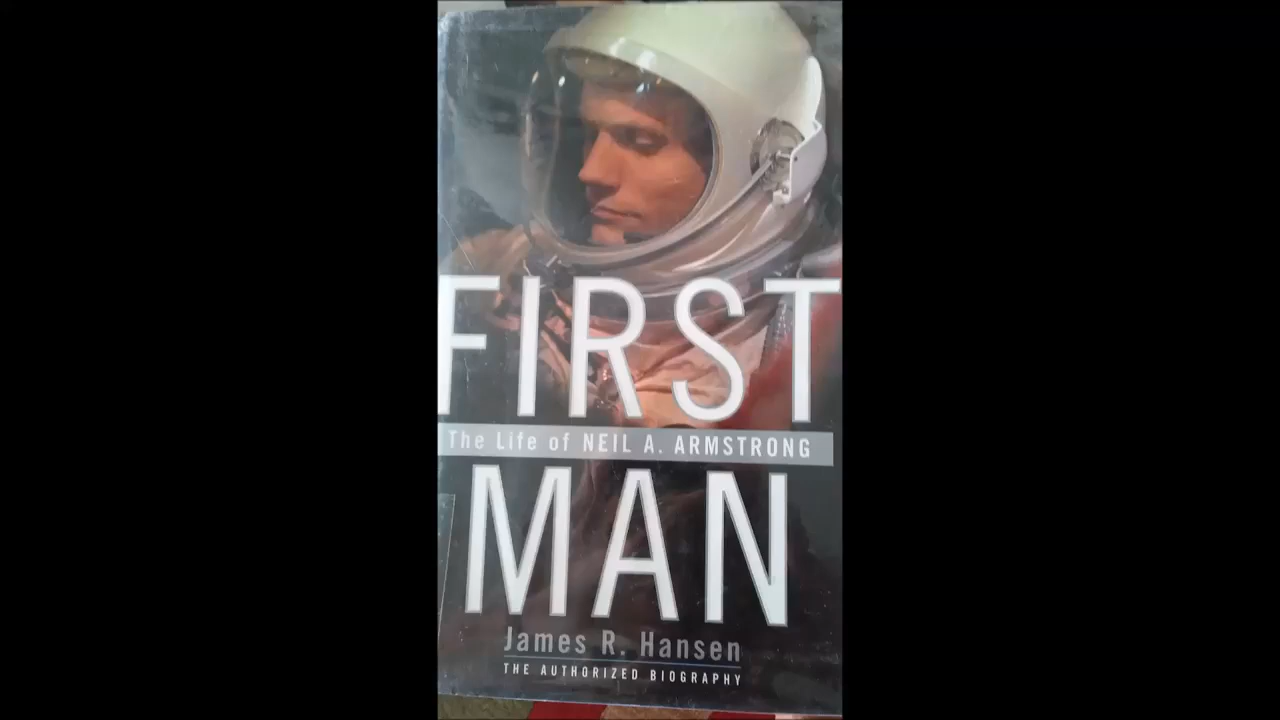 FIRST
The Life of NEIL A. ARMSTRONG
MAN
James R. Hansen
THE AUTHORIZED BIOGRAPHY